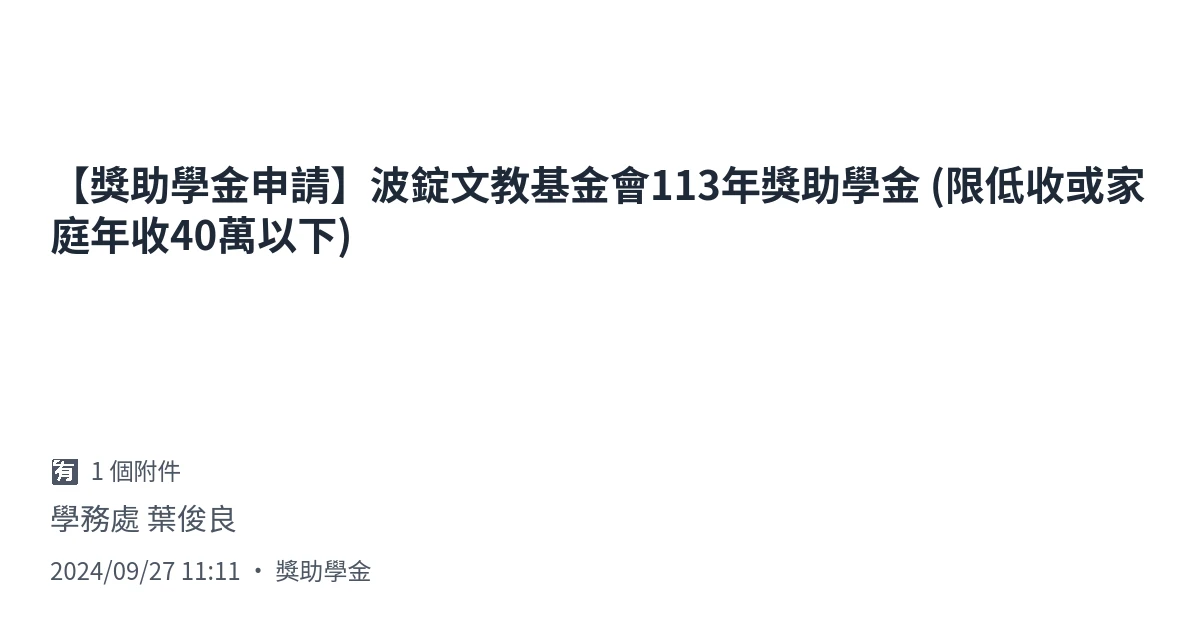 【獎助學金申請】波錠文教基金會113年獎助學金 (限低收或家
庭年收40萬以下)
🈶 1 個附件
學務處 葉俊良
2024/09/27 11:11 • 獎助學金